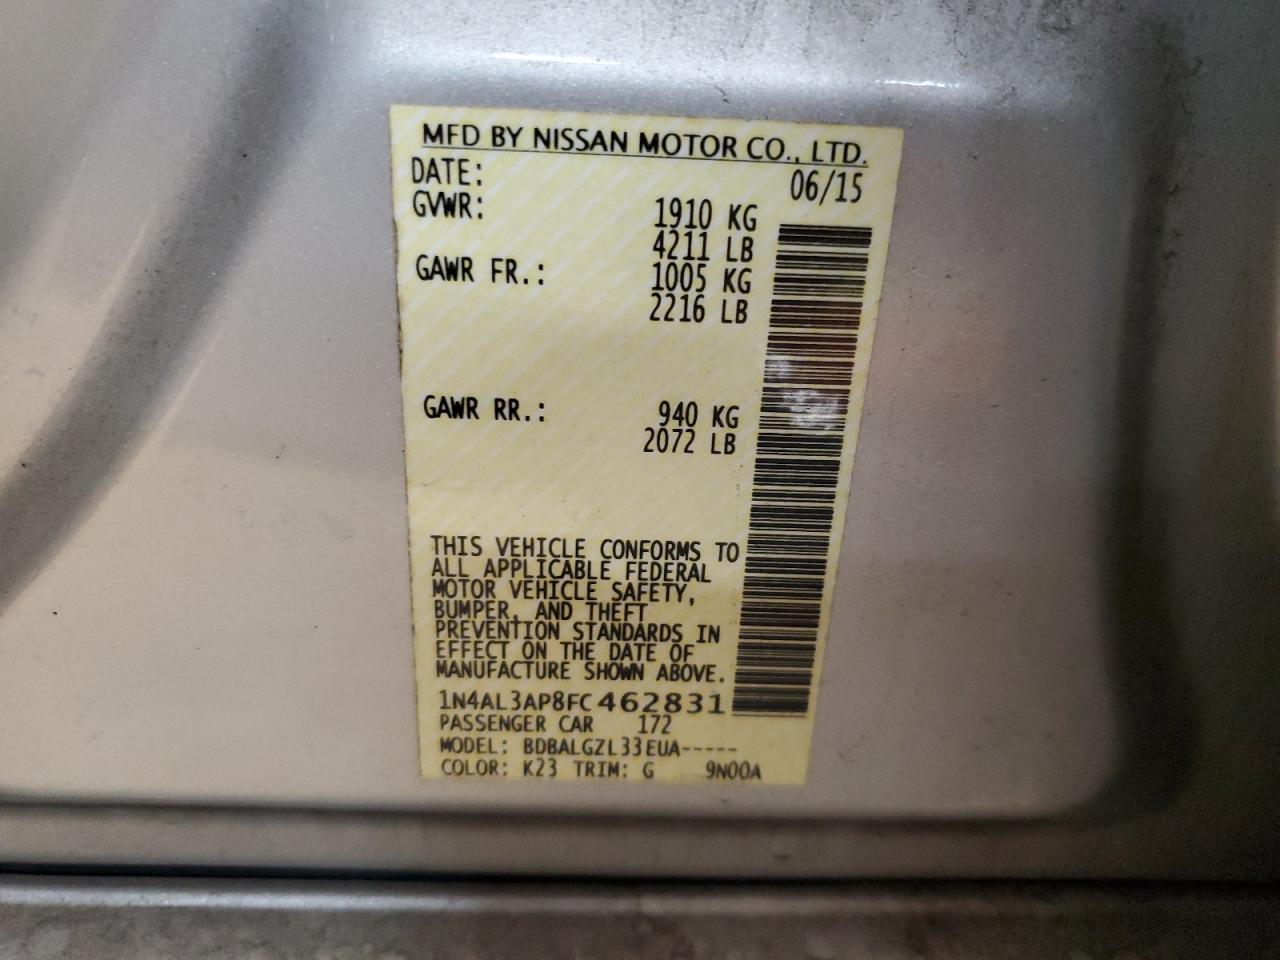 MFD BY NISSAN MOTOR CO., LTD.
DATE: 06/15
GVWR: 1910 KG
4211 LB
GAWR FR.: 1005 KG
2216 LB
GAWR RR.: 940 KG
2072 LB
THIS VEHICLE CONFORMS TO
ALL APPLICABLE FEDERAL
MOTOR VEHICLE SAFETY,
BUMPER, AND THEFT
PREVENTION STANDARDS IN
EFFECT ON THE DATE OF
MANUFACTURE SHOWN ABOVE.
1N4AL3AP8FC462831
PASSENGER CAR 172
MODEL: BDBALGZL33EUA-----
COLOR: K23 TRIM: G 9N00A